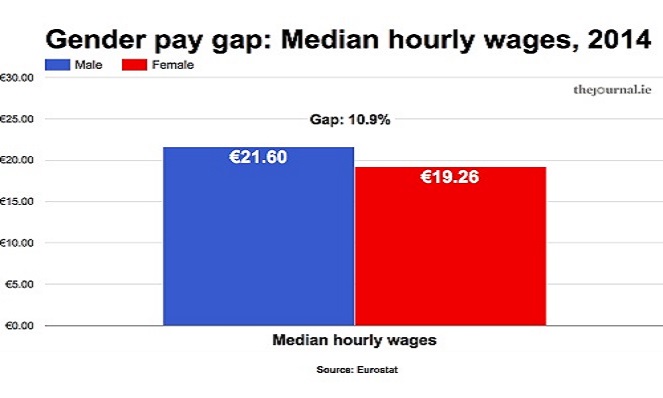 Gender pay gap: Median hourly wages, 2014
Male Female
thejournal.ie
€30.00
€25.00
€20.00
€15.00
€10.00
€5.00
€0.00
Gap: 10.9%
€21.60 €19.26
Median hourly wages
Source: Eurostat